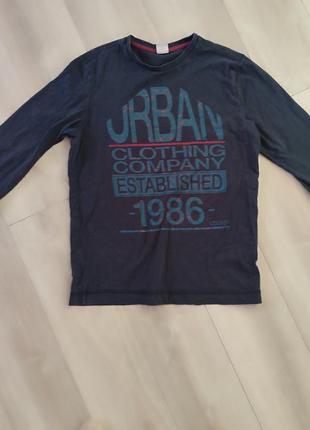 URBAN
CLOTHING
COMPANY
ESTABLISHED
-1986-